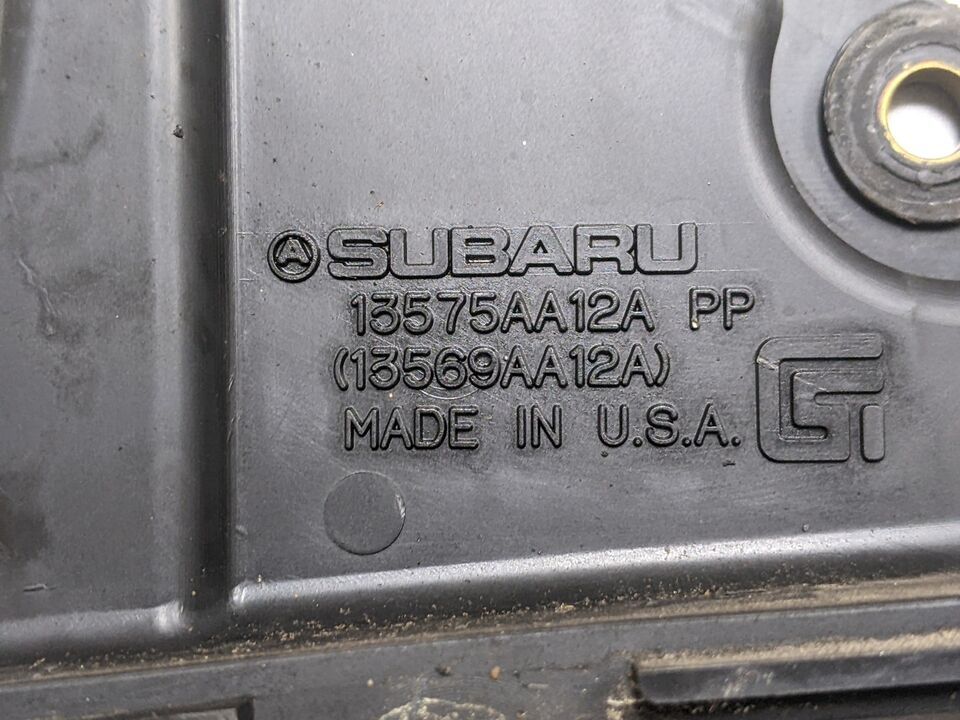 A SUBARU
13575AA12A PP
(13569AA12A)
MADE IN U.S.A.